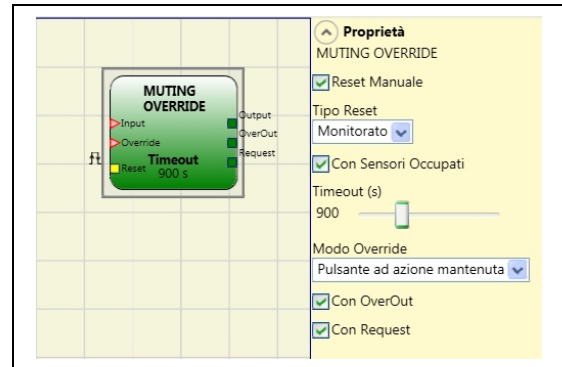 MUTING
OVERRIDE
Input
Override
Reset
Timeout
900 s
Output
OverOut
Request
Proprietà
MUTING OVERRIDE
Reset Manuale
Tipo Reset
Monitorato
Con Sensori Occupati
Timeout (s)
900
Modo Override
Pulsante ad azione mantenuta
Con OverOut
Con Request